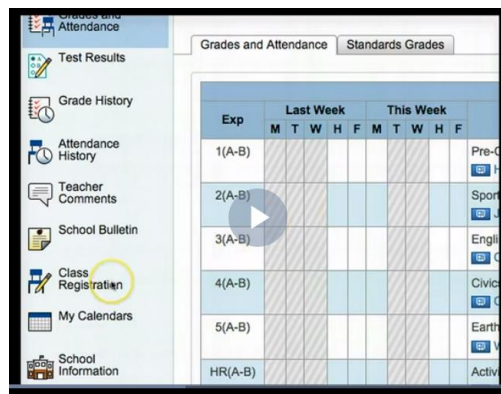 Grades and
Attendance
Test Results
Grade History
Attendance
History
Teacher
Comments
School Bulletin
Class
Registration
My Calendars
School
Information
Grades and Attendance
Standards Grades
Exp
Last Week
This Week
M T W H F M T W H F
1(A-B)
Pre-C
2(A-B)
Sport
3(A-B)
Engli
4(A-B)
Civic
5(A-B)
Earth
HR(A-B)
Activ